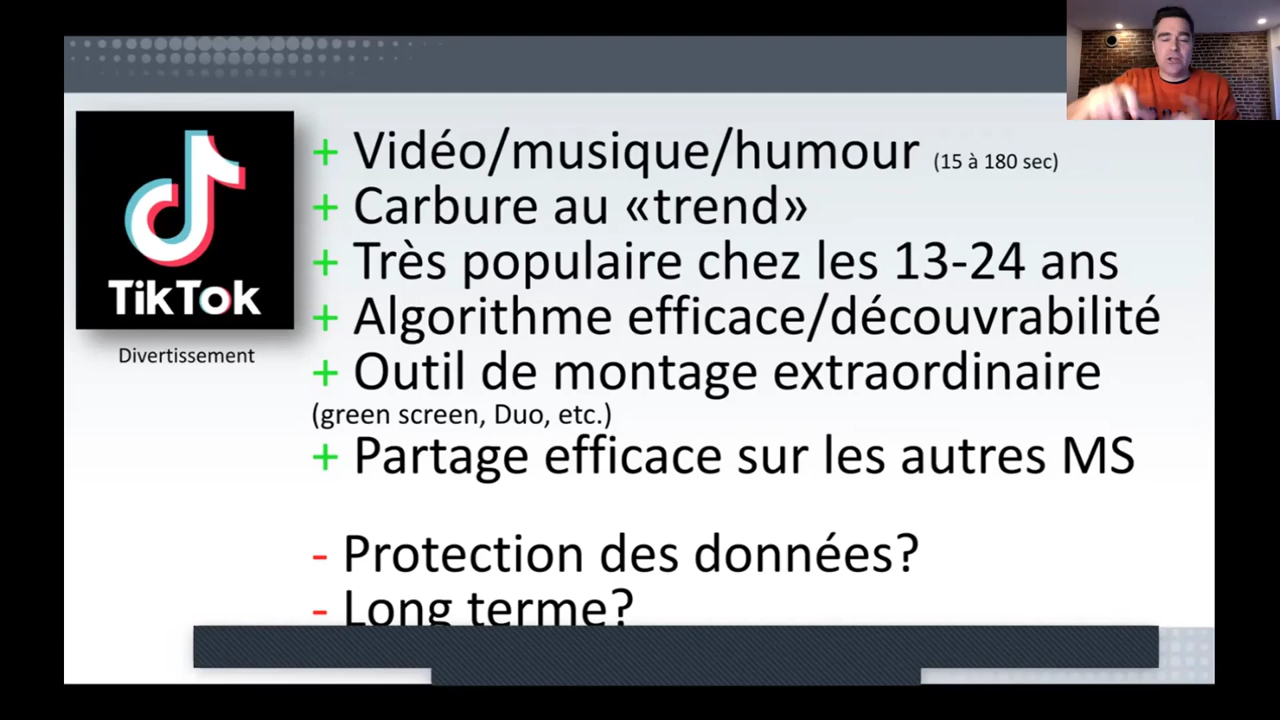 TikTok
Divertissement
+ Vidéo/musique/humour (15 à 180 sec)
+ Carbure au «trend»
+ Très populaire chez les 13-24 ans
+ Algorithme efficace/découvrabilité
+ Outil de montage extraordinaire
(green screen, Duo, etc.)
+ Partage efficace sur les autres MS
- Protection des données?
- Long terme?